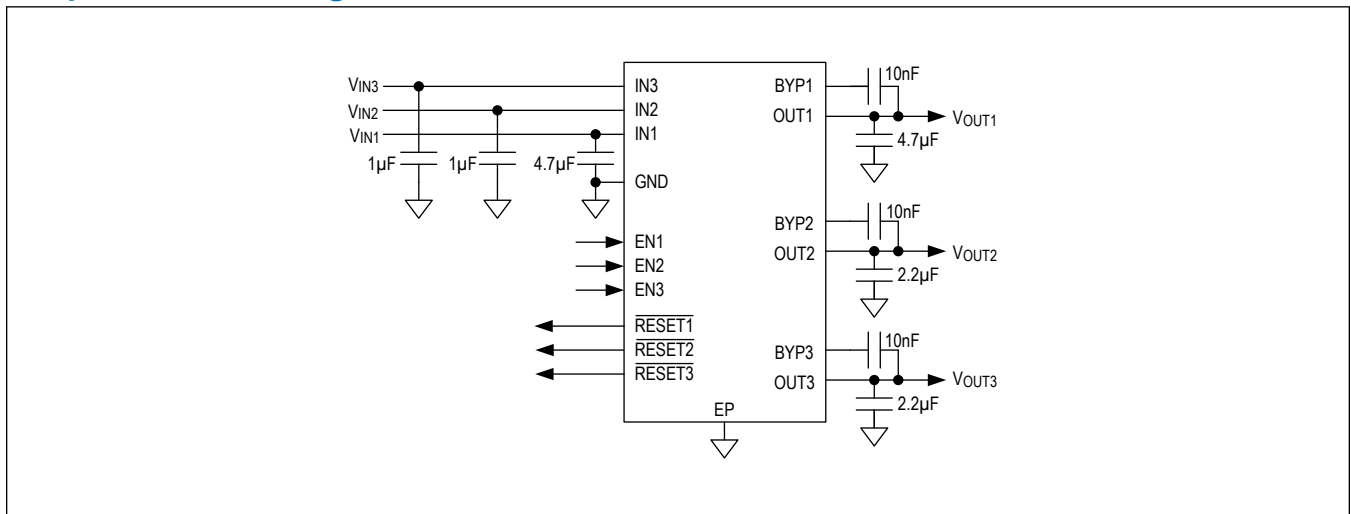 VIN3
VIN2
VIN1
1µF
1µF
4.7µF
IN3
IN2
IN1
GND
EN1
EN2
EN3
RESET1
RESET2
RESET3
EP
BYP1
OUT1
10nF
VOUT1
4.7µF
BYP2
OUT2
10nF
VOUT2
2.2µF
BYP3
OUT3
10nF
VOUT3
2.2µF